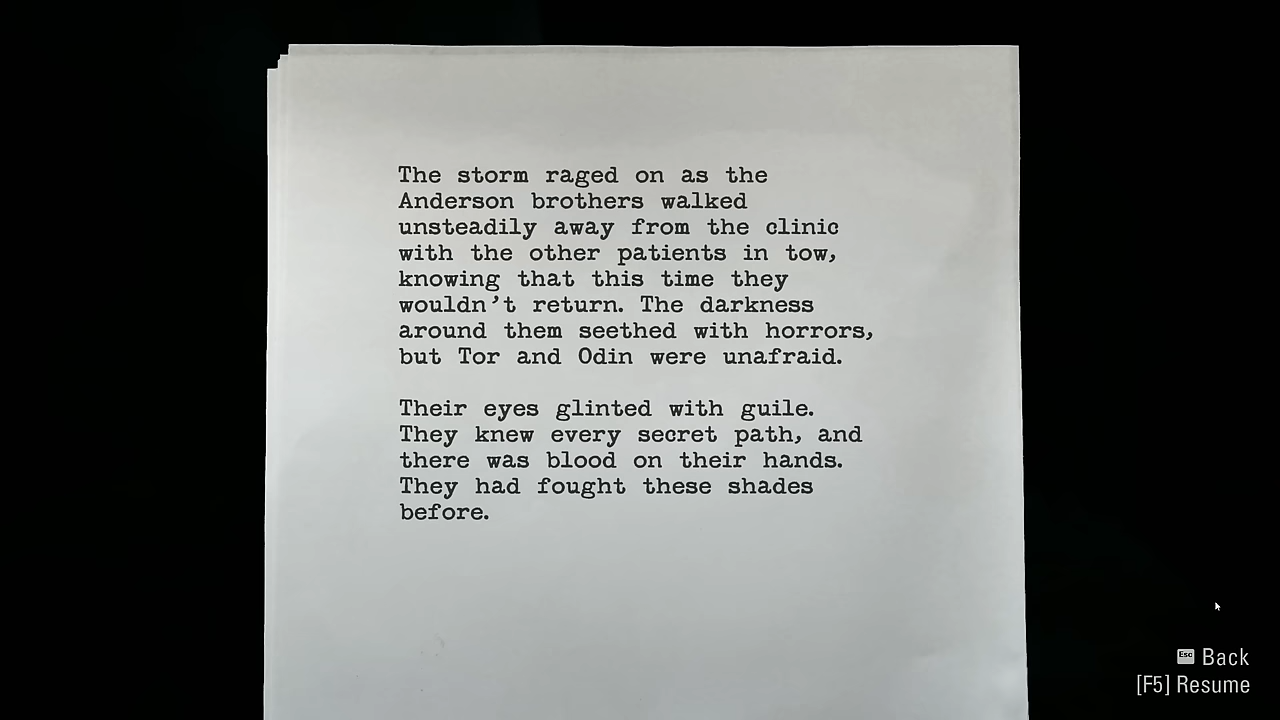 The storm raged on as the
Anderson brothers walked
unsteadily away from the clinic
with the other patients in tow,
knowing that this time they
wouldn't return. The darkness
around them seethed with horrors,
but Tor and Odin were unafraid.
Their eyes glinted with guile.
They knew every secret path, and
there was blood on their hands.
They had fought these shades
before.
Esc Back
[F5] Resume